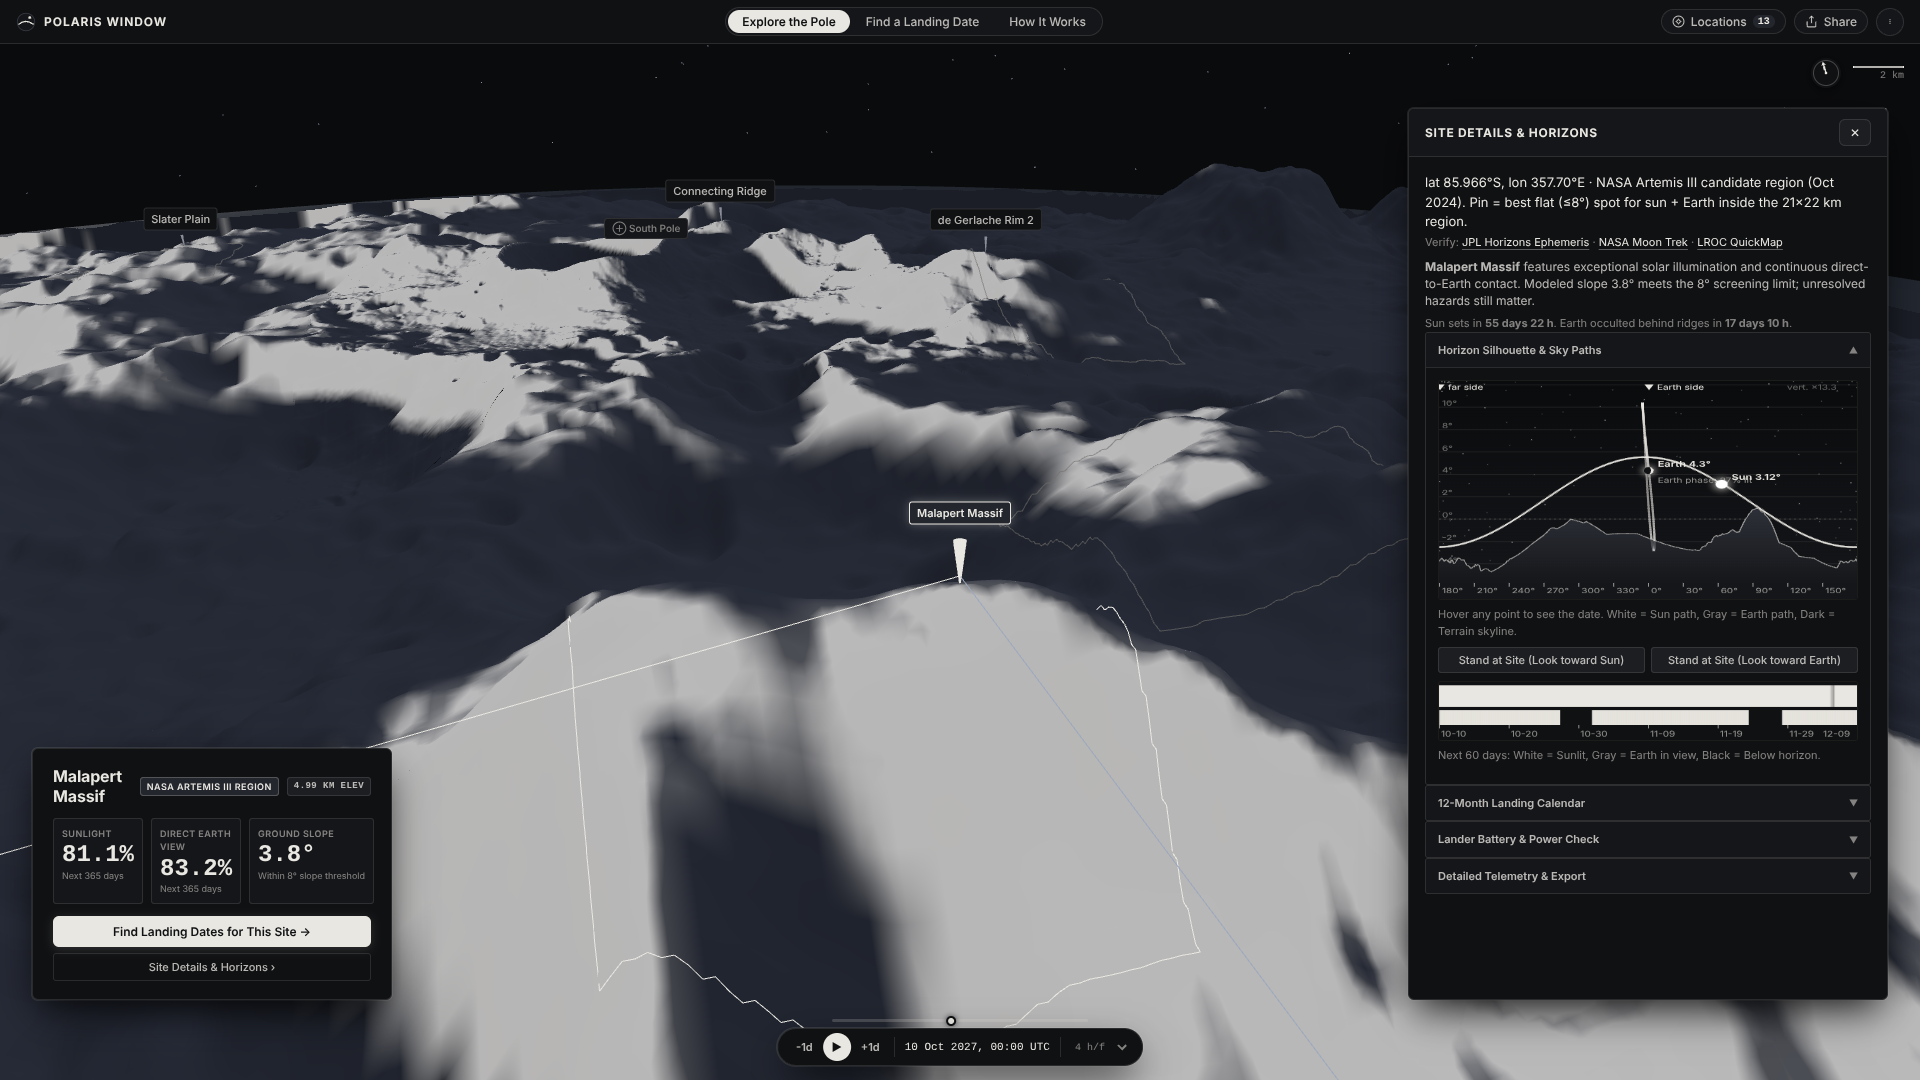 POLARIS WINDOW
Explore the Pole
Find a Landing Date
How It Works
Locations 13
Share
2 km
Connecting Ridge
Slater Plain
South Pole
de Gerlache Rim 2
Malapert Massif
SITE DETAILS & HORIZONS
lat 85.966°S, lon 357.70°E · NASA Artemis III candidate region (Oct
2024). Pin = best flat (≤8°) spot for sun + Earth inside the 21×22 km
region.
Verify: JPL Horizons Ephemeris · NASA Moon Trek · LROC QuickMap
Malapert Massif features exceptional solar illumination and continuous direct-
to-Earth contact. Modeled slope 3.8° meets the 8° screening limit; unresolved
hazards still matter.
Sun sets in 55 days 22 h. Earth occulted behind ridges in 17 days 10 h.
Horizon Silhouette & Sky Paths
far side
Earth side
vert. ×13.3
10°
8°
6°
4°
2°
0°
-2°
Earth 4.3°
Earth phase
Sun 3.12°
180° 210° 240° 270° 300° 330° 0° 30° 60° 90° 120° 150°
Hover any point to see the date. White = Sun path, Gray = Earth path, Dark =
Terrain skyline.
Stand at Site (Look toward Sun)
Stand at Site (Look toward Earth)
10-10 10-20 10-30 11-09 11-19 11-29 12-09
Next 60 days: White = Sunlit, Gray = Earth in view, Black = Below horizon.
12-Month Landing Calendar
Lander Battery & Power Check
Detailed Telemetry & Export
Malapert
Massif
NASA ARTEMIS III REGION
4.99 KM ELEV
SUNLIGHT
81.1%
Next 365 days
DIRECT EARTH
VIEW
83.2%
Next 365 days
GROUND SLOPE
3.8°
Within 8° slope threshold
Find Landing Dates for This Site →
Site Details & Horizons ›
-1d
+1d
10 Oct 2027, 00:00 UTC
4 h/f